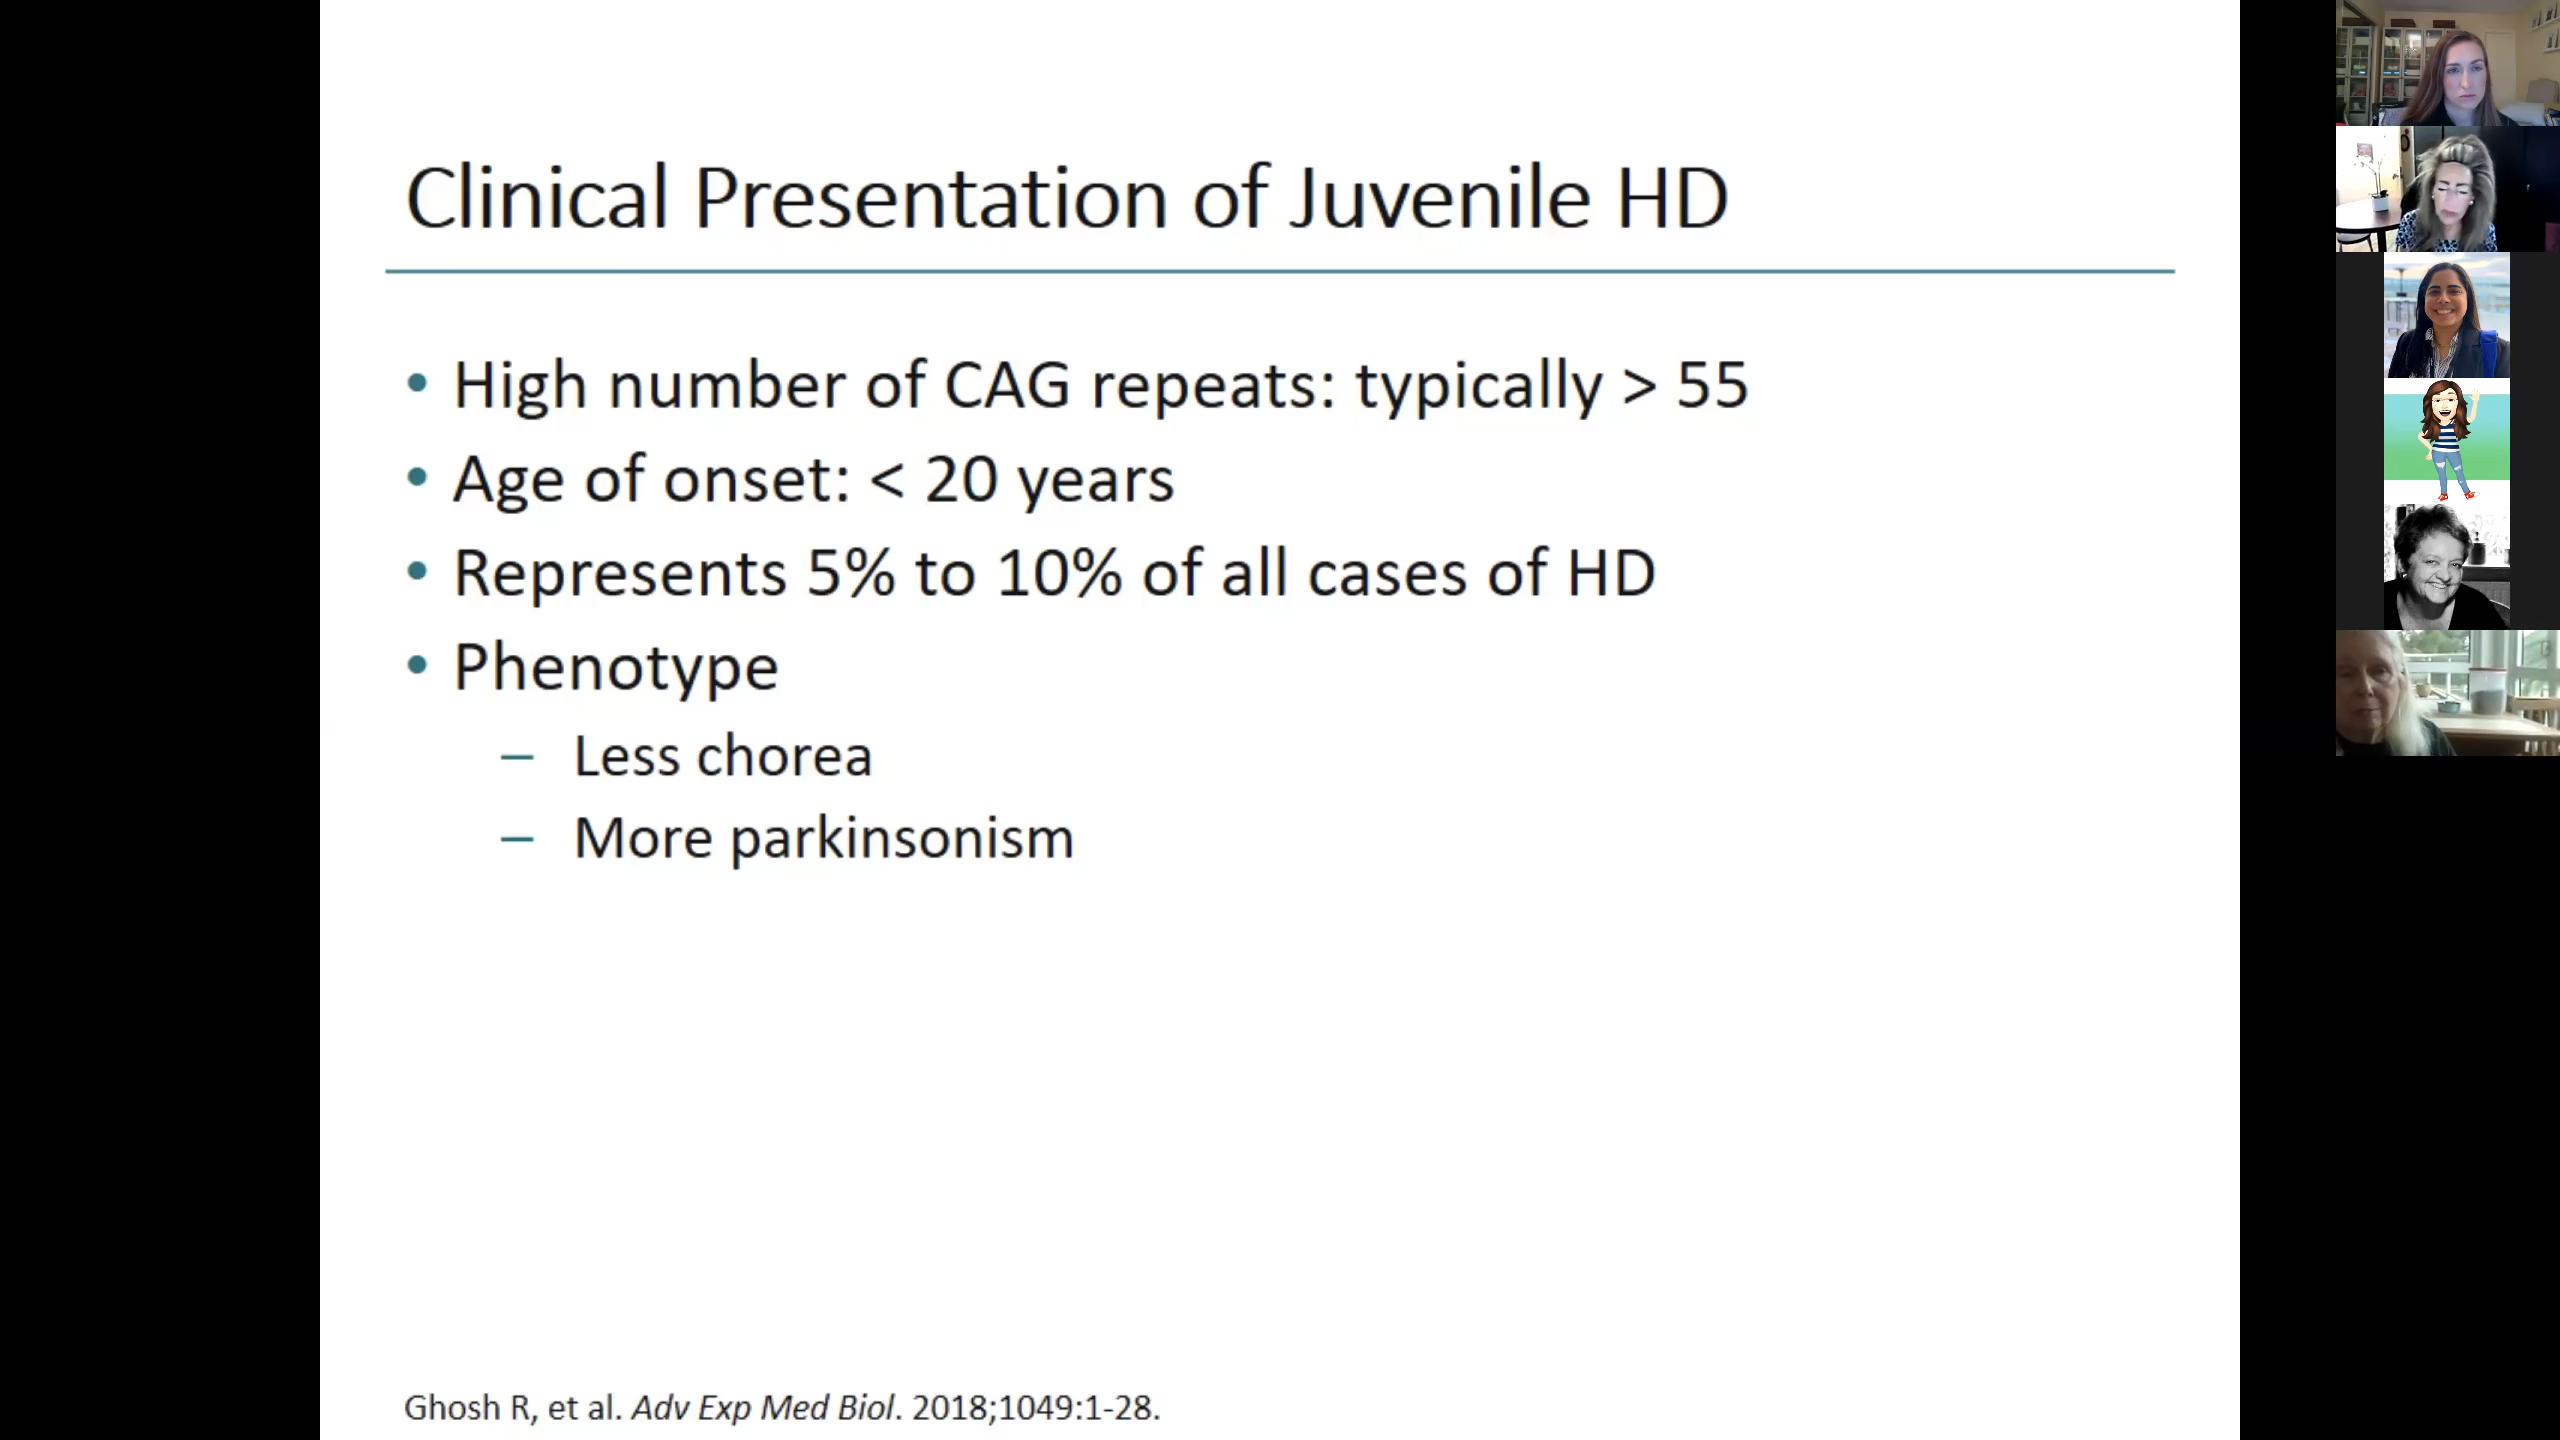 Clinical Presentation of Juvenile HD
• High number of CAG repeats: typically > 55
• Age of onset: < 20 years
• Represents 5% to 10% of all cases of HD
• Phenotype
– Less chorea
– More parkinsonism
Ghosh R, et al. Adv Exp Med Biol. 2018;1049:1-28.